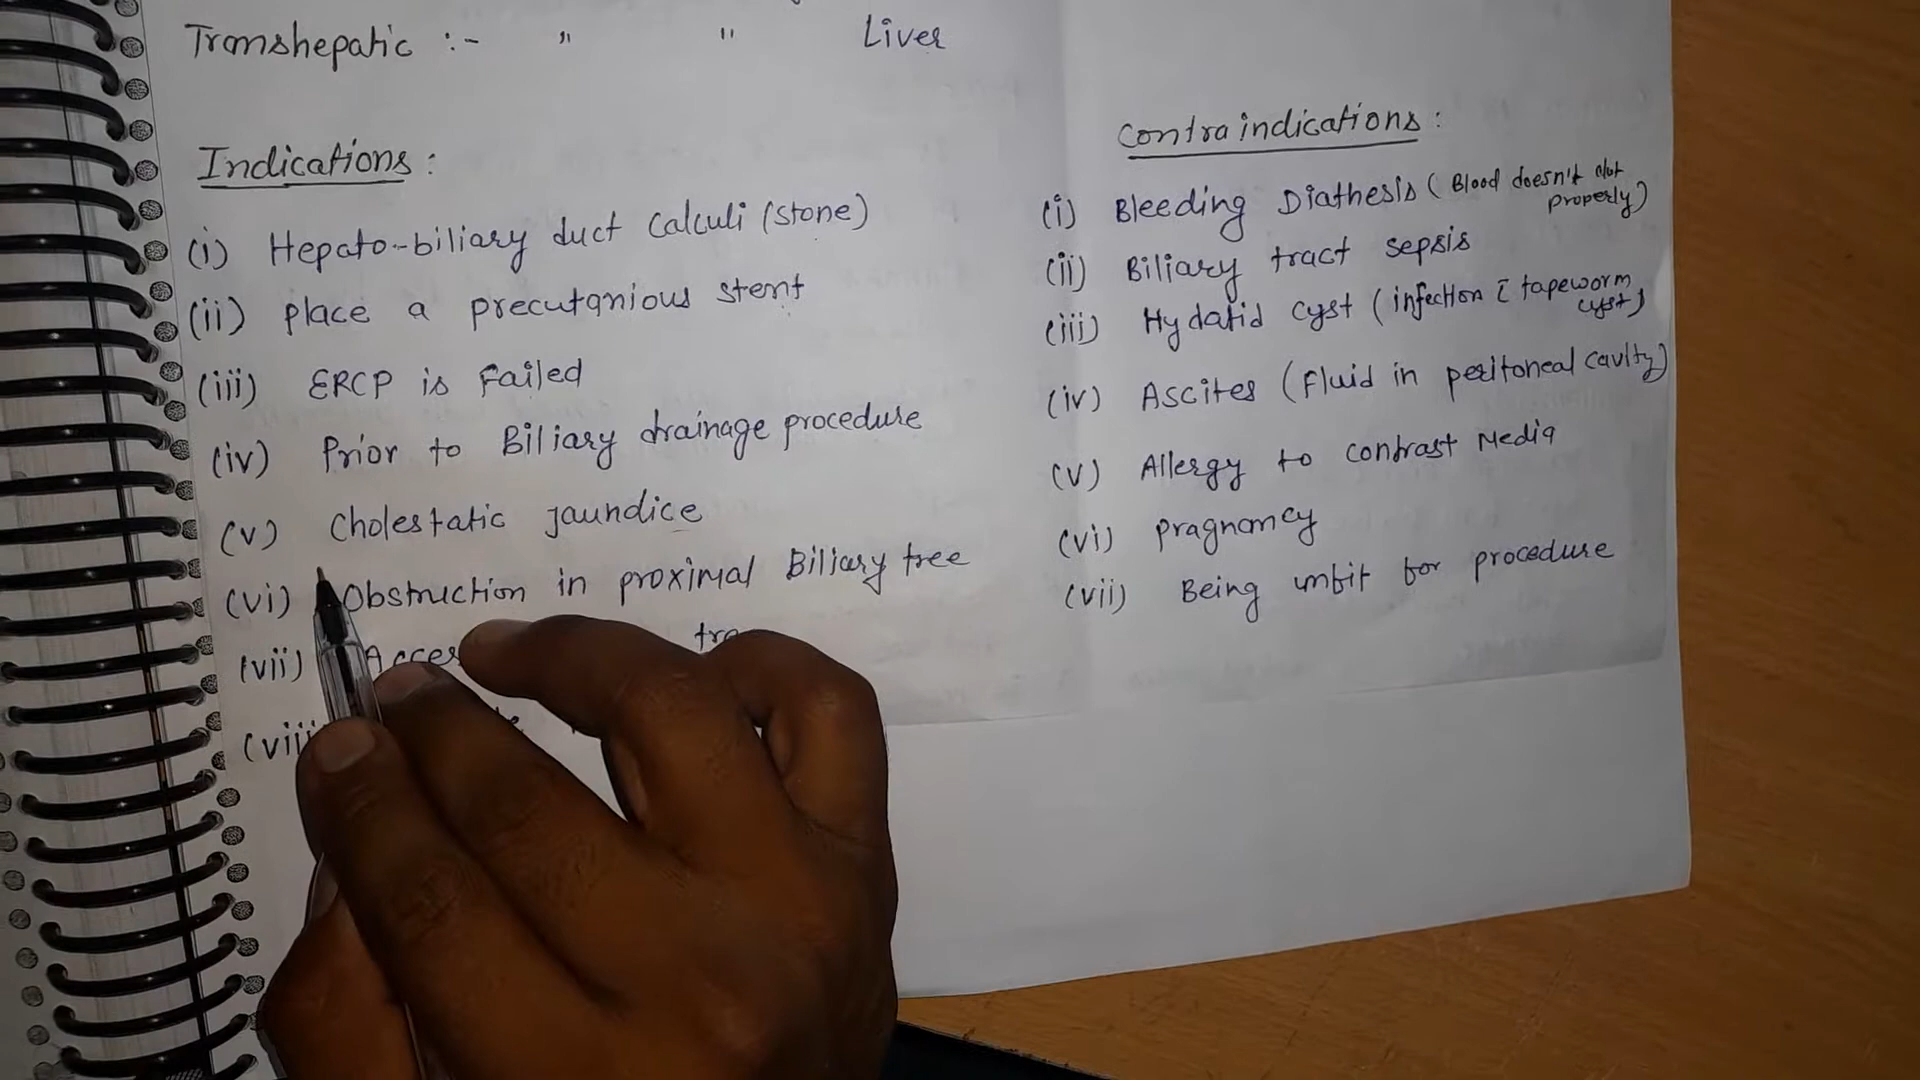 Transhepatic :- " " Liver
Indications :
(i) Hepato-biliary duct calculi (stone)
(ii) place a precutanious stent
(iii) ERCP is Failed
(iv) Prior to Biliary drainage procedure
(v) Cholestatic jaundice
(vi) Obstruction in proximal Biliary tree
(vii)
(viii
Contraindications :
(i) Bleeding Diathesis (Blood doesn't clot
properly)
(ii) Biliary tract sepsis
(iii) Hydatid cyst (infection c tapeworm
cyst)
(iv) Ascites (Fluid in peritoneal cavity)
(v) Allergy to contrast Media
(vi) pragnancy
(vii) Being unfit for procedure